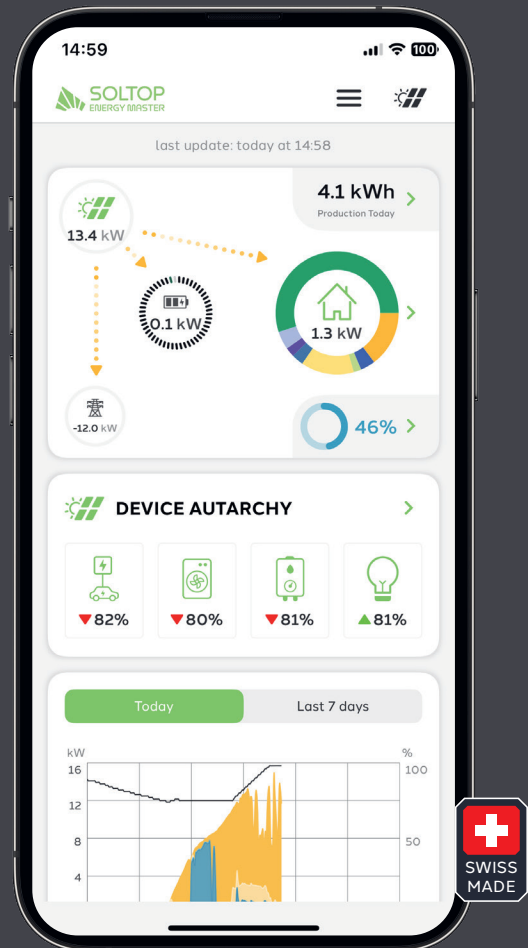 14:59
100
SOLTOP
ENERGY MASTER
last update: today at 14:58
4.1 kWh
Production Today
13.4 kW
0.1 kW
1.3 kW
-12.0 kW
46%
DEVICE AUTARCHY
82%
80%
81%
81%
Today
Last 7 days
kW
%
16
100
12
8
50
4
SWISS
MADE